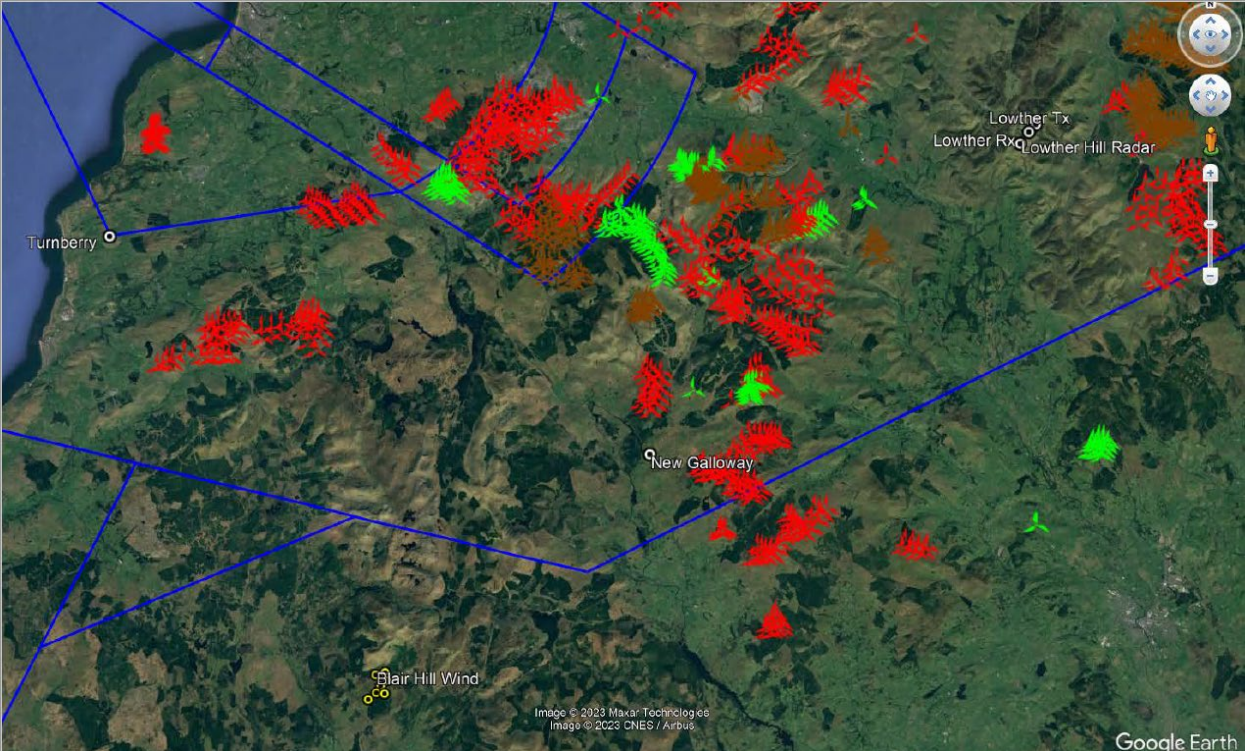 N
Lowther Tx
Lowther Rx
Lowther Hill Radar
Turnberry
New Galloway
Blair Hill Wind
Image © 2023 Maxar Technologies
Image © 2023 CNES / Airbus
Google Earth